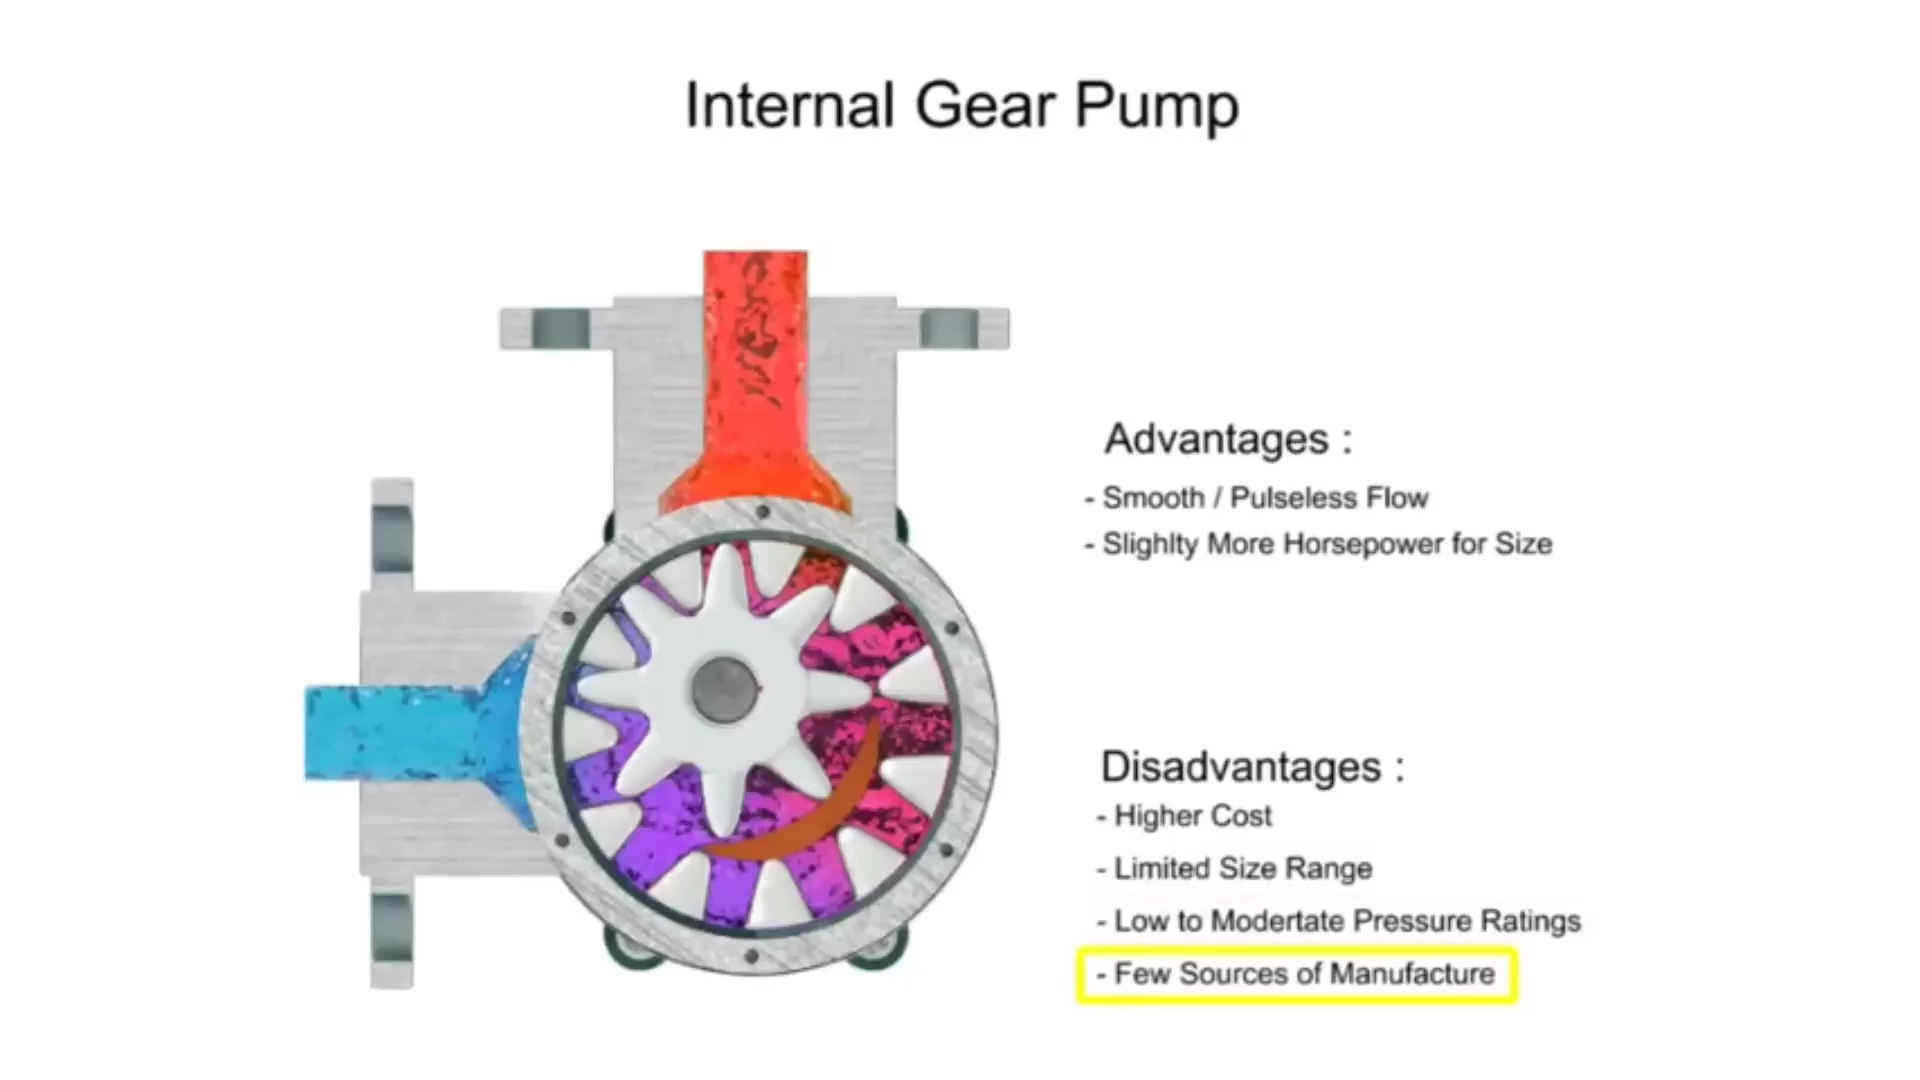 Internal Gear Pump
Advantages :
- Smooth / Pulseless Flow
- Slighlty More Horsepower for Size
Disadvantages :
- Higher Cost
- Limited Size Range
- Low to Modertate Pressure Ratings
- Few Sources of Manufacture